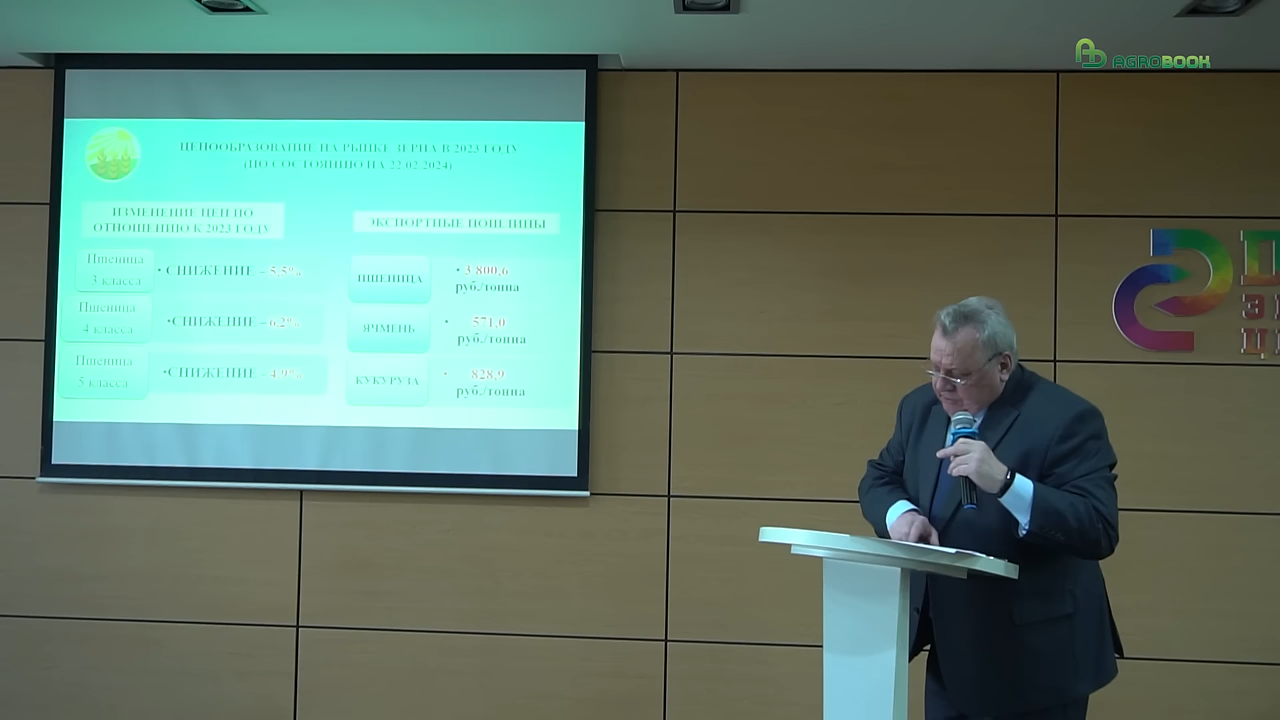 AGROBOOK
ЦЕНООБРАЗОВАНИЕ НА РЫНКЕ ЗЕРНА В 2023 ГОДУ
(ПО СОСТОЯНИЮ НА 22.02.2024)
ИЗМЕНЕНИЕ ЦЕН ПО
ОТНОШЕНИЮ К 2023 ГОДУ
Пшеница
3 класса
• СНИЖЕНИЕ – 5,5%
Пшеница
4 класса
•СНИЖЕНИЕ – 6,2%
Пшеница
5 класса
•СНИЖЕНИЕ – 4,9%
ЭКСПОРТНЫЕ ПОШЛИНЫ
ПШЕНИЦА
• 3 800,6
руб./тонна
ЯЧМЕНЬ
• 571,0
руб./тонна
КУКУРУЗА
• 828,9
руб./тонна